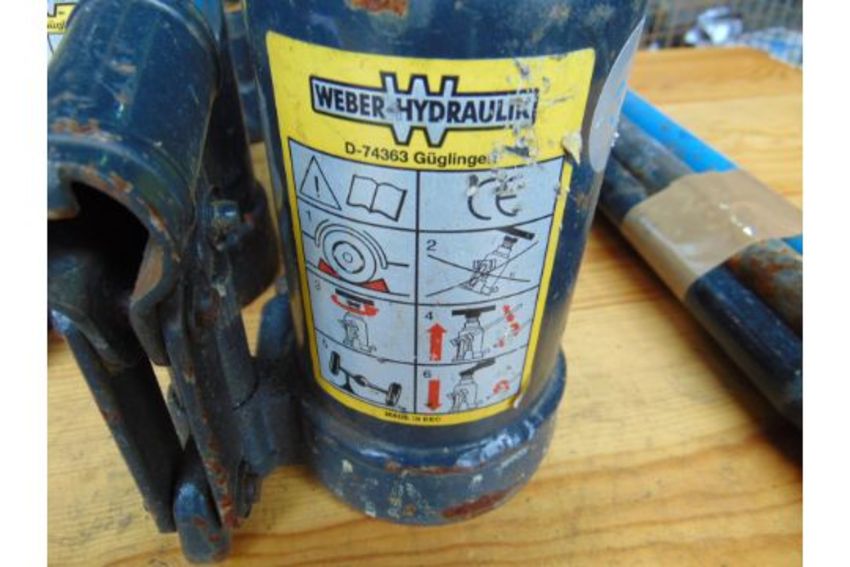 WEBER-HYDRAULIK
D-74363 Güglingen
CE
1
2
3
4
5
6
MADE IN EEC